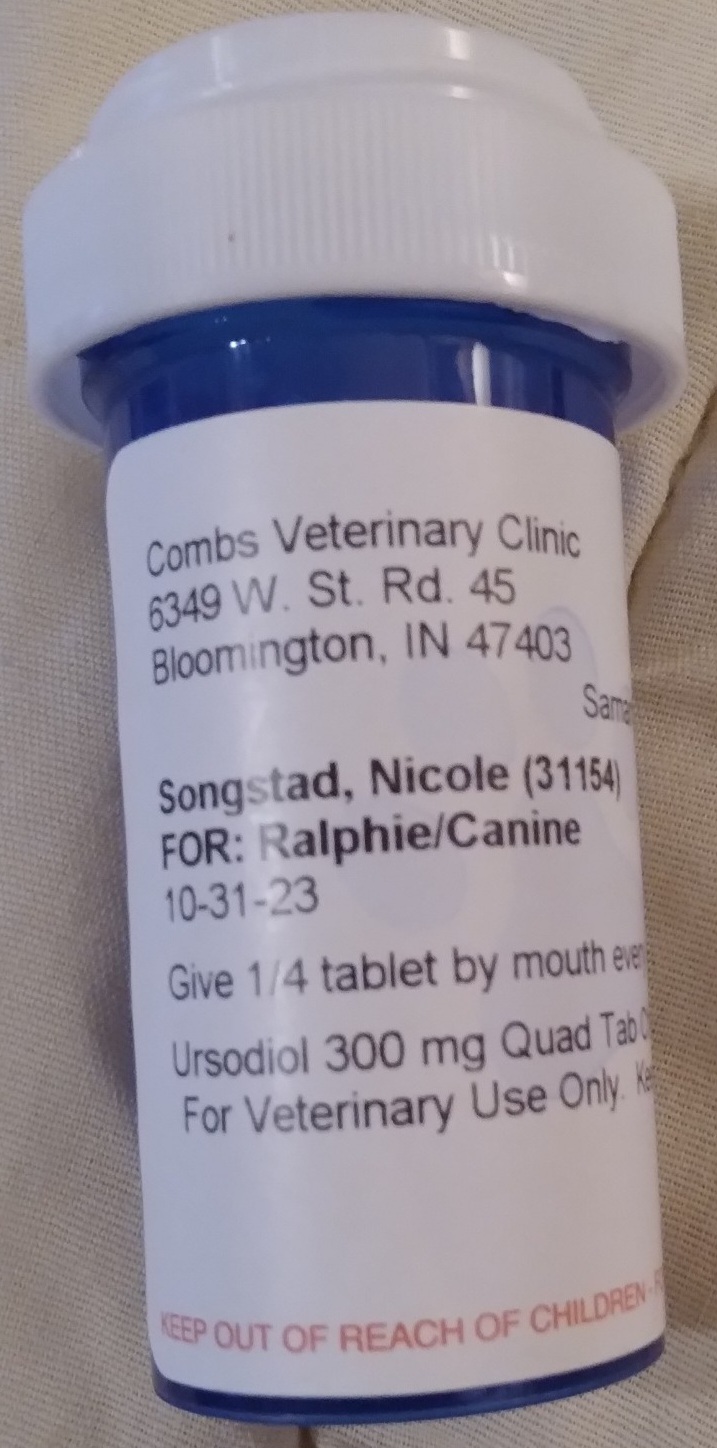 Combs Veterinary Clinic
6349 W. St. Rd. 45
Bloomington, IN 47403
Songstad, Nicole (31154)
FOR: Ralphie/Canine
10-31-23
Give 1/4 tablet by mouth
Ursodiol 300 mg Quad Tab
For Veterinary Use Only.
KEEP OUT OF REACH OF CHILDREN -